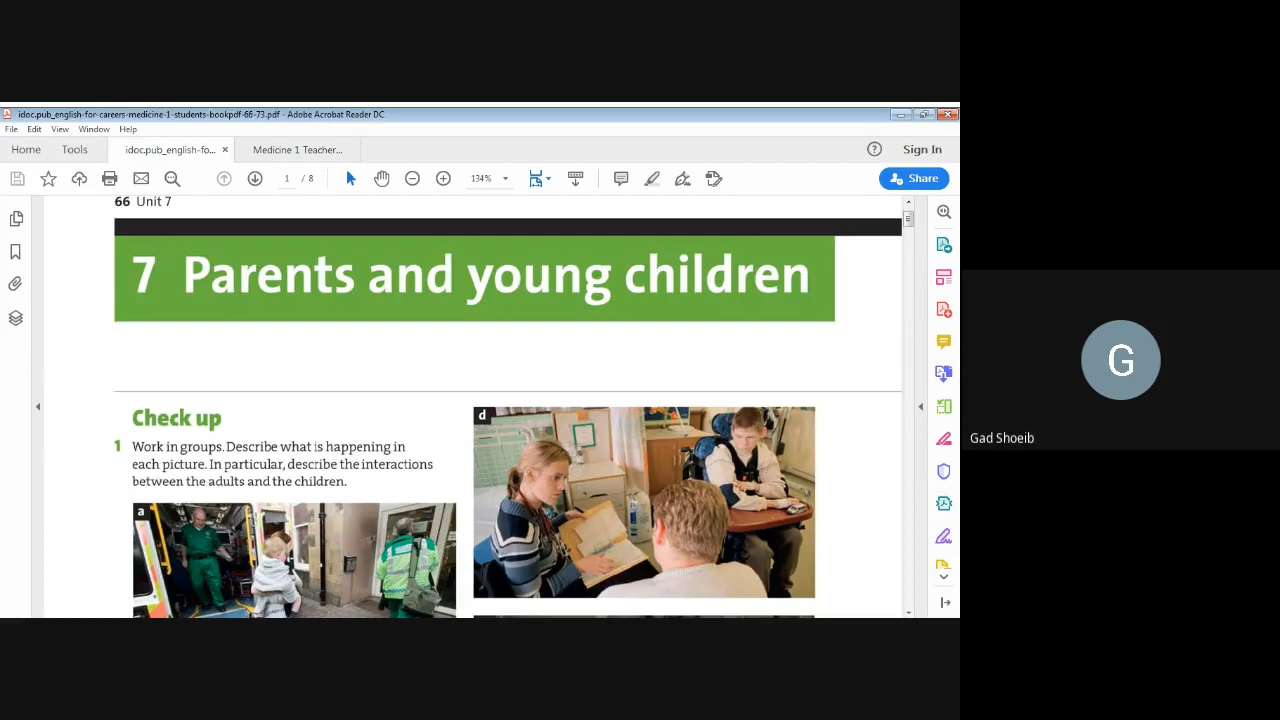 idoc.pub_english-for-careers-medicine-1-students-bookpdf-66-73.pdf - Adobe Acrobat Reader DC
File Edit View Window Help
Home Tools idoc.pub_english-fo... × Medicine 1 Teacher... Sign In
1 / 8 134% Share
66 Unit 7
7 Parents and young children
Check up
1 Work in groups. Describe what is happening in
each picture. In particular, describe the interactions
between the adults and the children.
a
d
G
Gad Shoeib